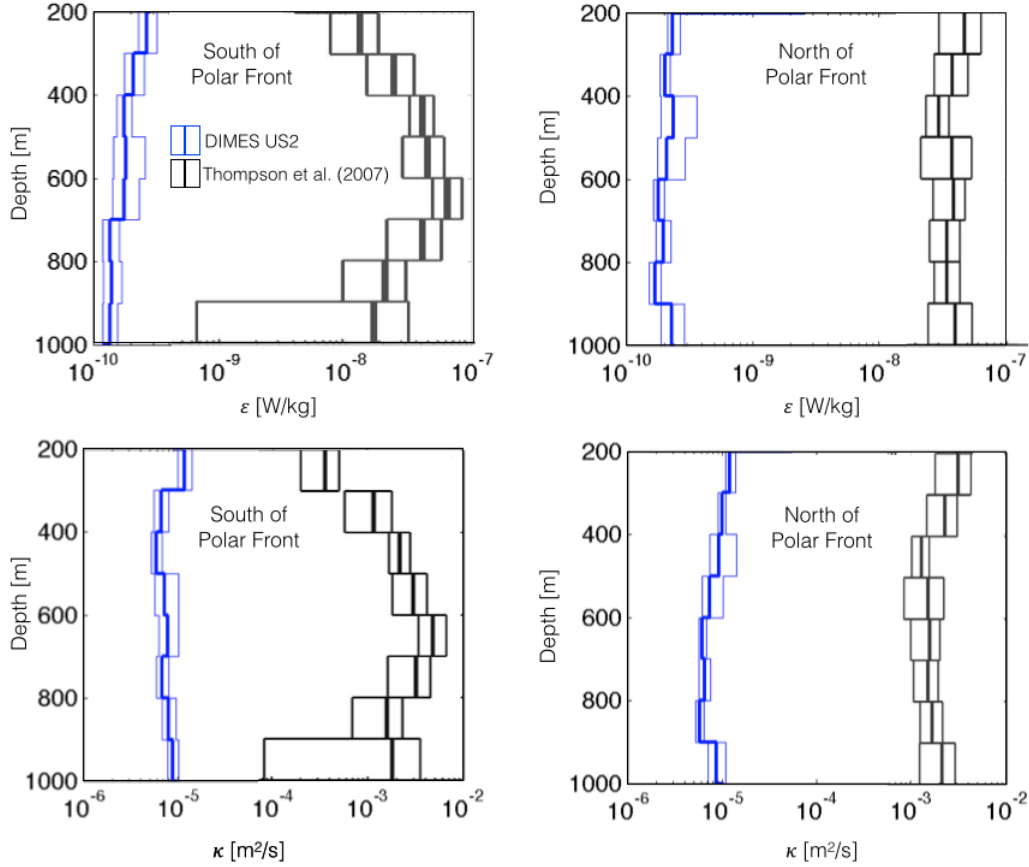 200
400
600
800
1000
Depth [m]
South of
Polar Front
DIMES US2
Thompson et al. (2007)
10⁻¹⁰
10⁻⁹
10⁻⁸
10⁻⁷
ε [W/kg]
200
400
600
800
1000
Depth [m]
North of
Polar Front
10⁻¹⁰
10⁻⁹
10⁻⁸
10⁻⁷
ε [W/kg]
200
400
600
800
1000
Depth [m]
South of
Polar Front
10⁻⁶
10⁻⁵
10⁻⁴
10⁻³
10⁻²
κ [m²/s]
200
400
600
800
1000
Depth [m]
North of
Polar Front
10⁻⁶
10⁻⁵
10⁻⁴
10⁻³
10⁻²
κ [m²/s]